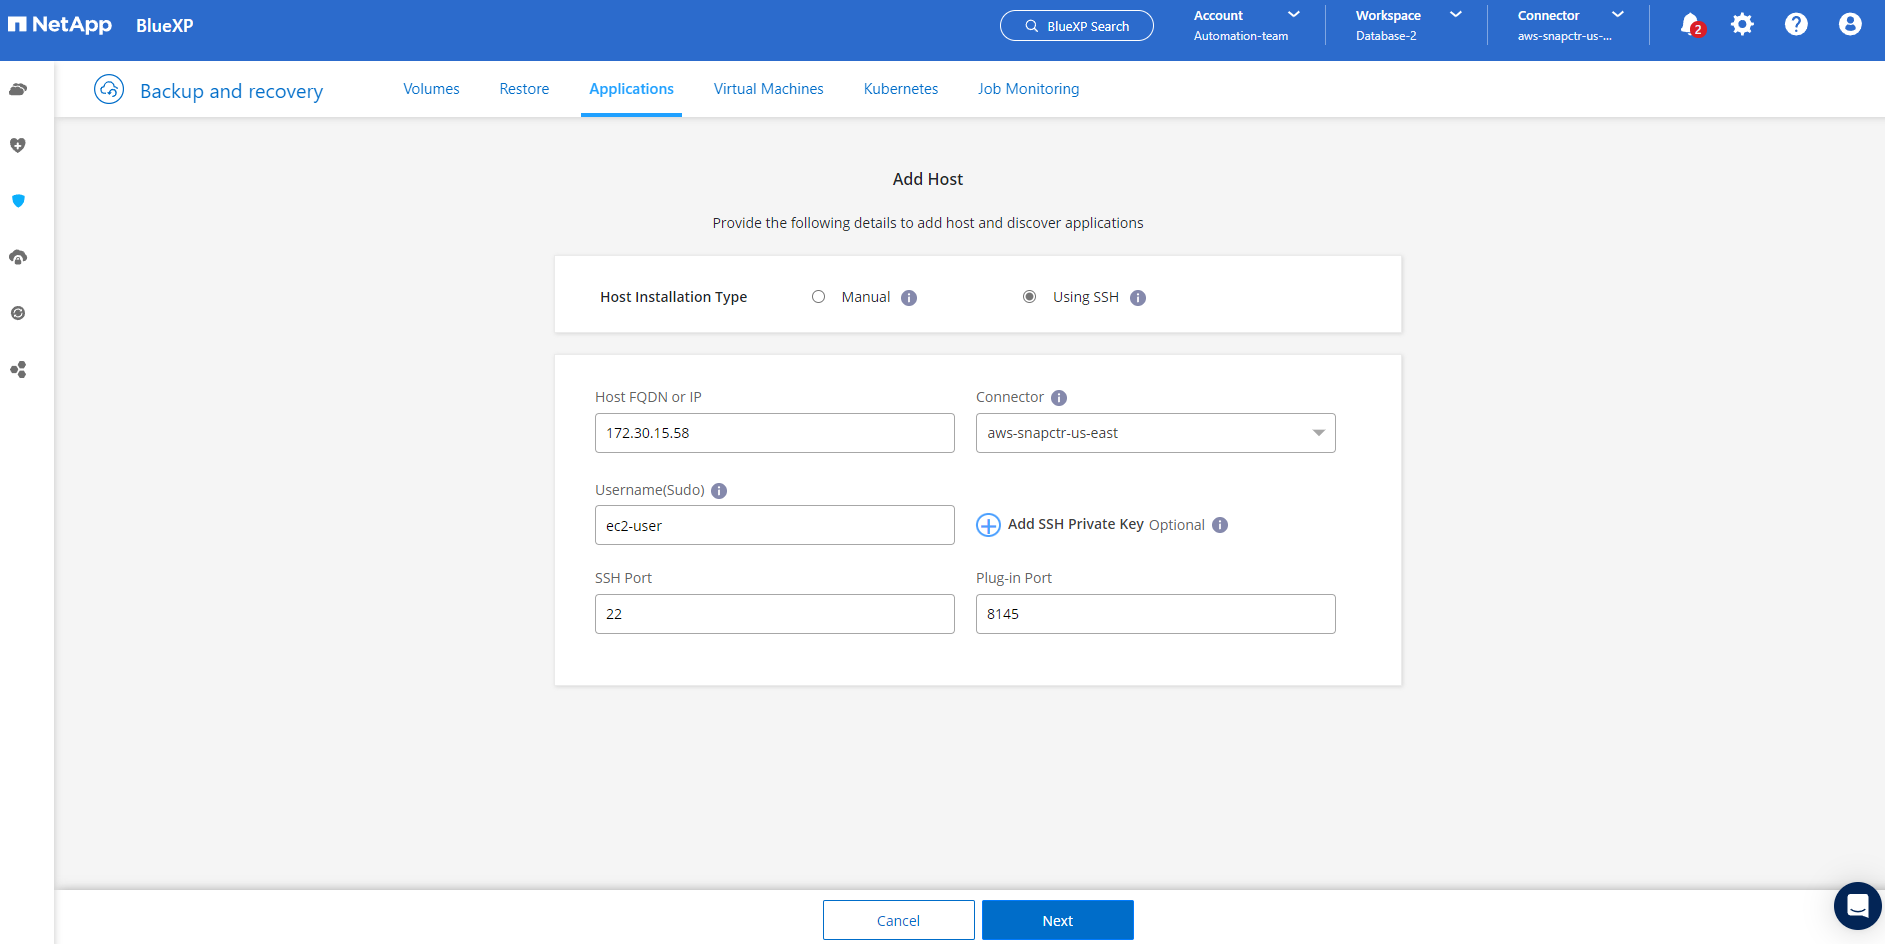 NetApp BlueXP
BlueXP Search
Account
Automation-team
Workspace
Database-2
Connector
aws-snapctr-us-...
2
Backup and recovery
Volumes Restore Applications Virtual Machines Kubernetes Job Monitoring
Add Host
Provide the following details to add host and discover applications
Host Installation Type Manual Using SSH
Host FQDN or IP Connector
172.30.15.58 aws-snapctr-us-east
Username(Sudo)
ec2-user Add SSH Private Key Optional
SSH Port Plug-in Port
22 8145
Cancel Next